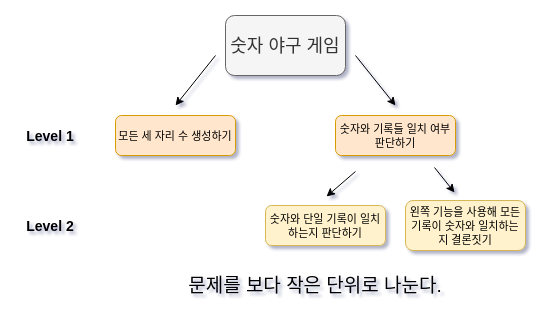 숫자 야구 게임
Level 1
모든 세 자리 수 생성하기
숫자와 기록들 일치 여부
판단하기
Level 2
숫자와 단일 기록이 일치
하는지 판단하기
왼쪽 기능을 사용해 모든
기록이 숫자와 일치하는
지 결론짓기
문제를 보다 작은 단위로 나눈다.